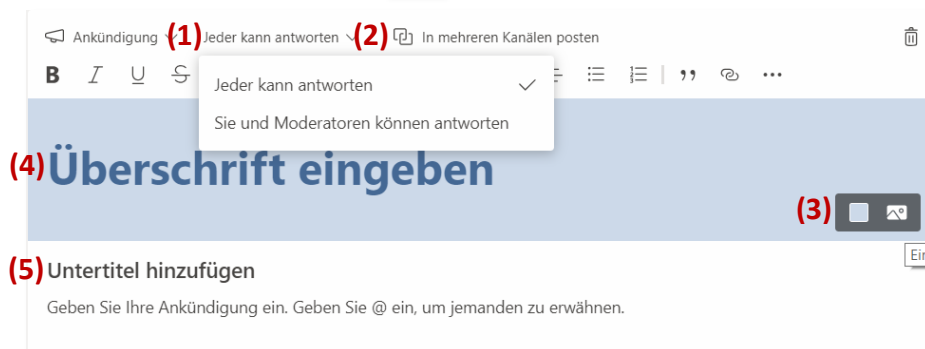 Ankündigung (1) Jeder kann antworten (2) In mehreren Kanälen posten
B I U S
Jeder kann antworten
Sie und Moderatoren können antworten
(4) Überschrift eingeben
(3)
(5) Untertitel hinzufügen
Geben Sie Ihre Ankündigung ein. Geben Sie @ ein, um jemanden zu erwähnen.